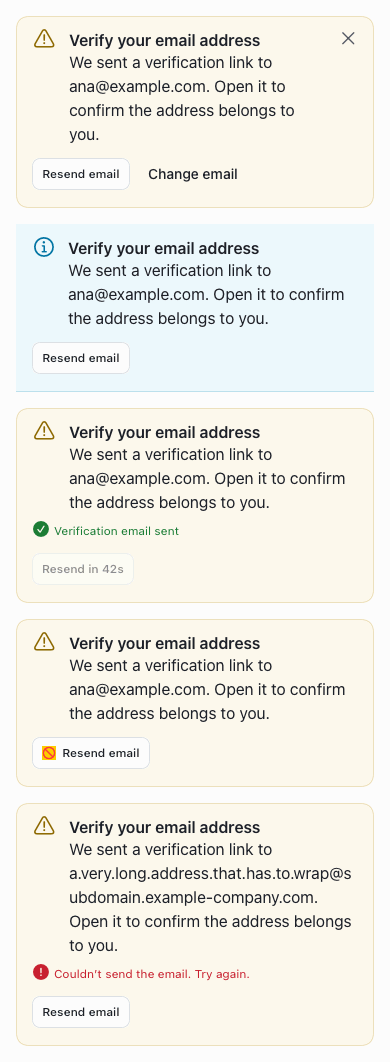 Verify your email address
We sent a verification link to
ana@example.com. Open it to
confirm the address belongs to
you.
Resend email
Change email
Verify your email address
We sent a verification link to
ana@example.com. Open it to confirm
the address belongs to you.
Resend email
Verify your email address
We sent a verification link to
ana@example.com. Open it to confirm
the address belongs to you.
Verification email sent
Resend in 42s
Verify your email address
We sent a verification link to
ana@example.com. Open it to confirm
the address belongs to you.
Resend email
Verify your email address
We sent a verification link to
a.very.long.address.that.has.to.wrap@s
ubdomain.example-company.com.
Open it to confirm the address belongs
to you.
Couldn’t send the email. Try again.
Resend email